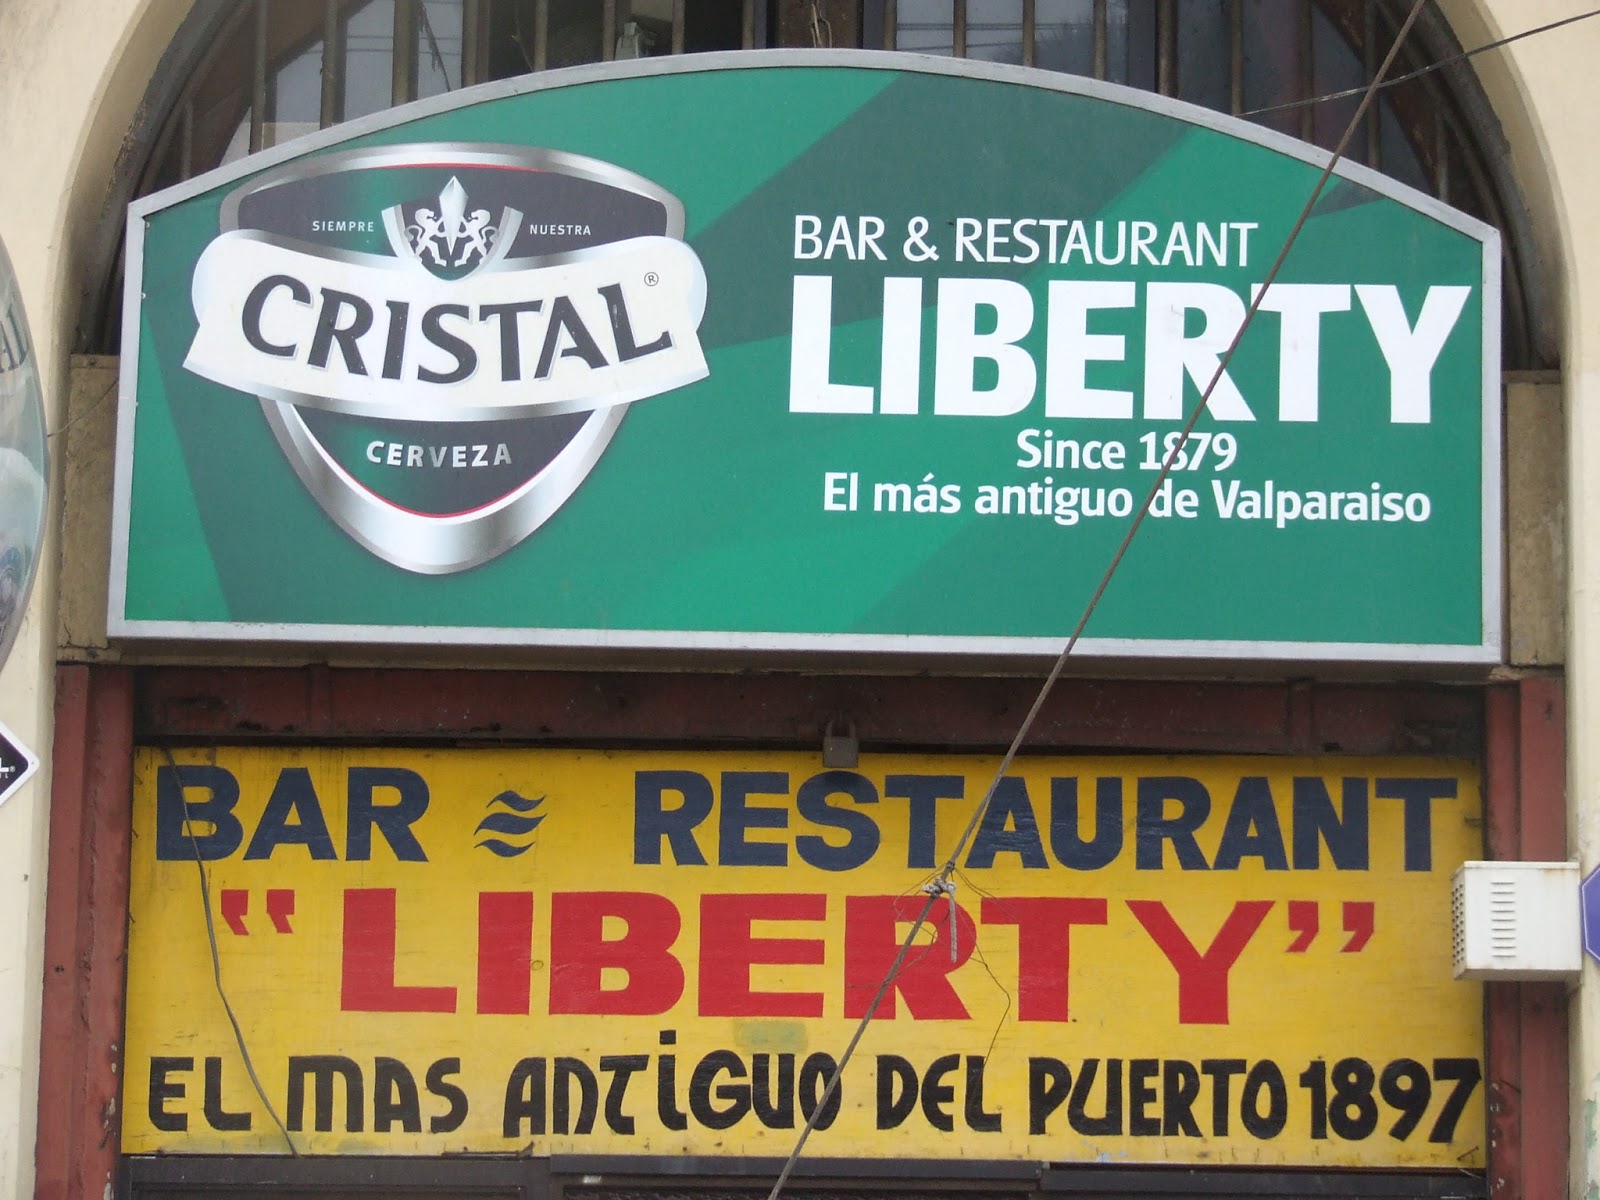 SIEMPRE NUESTRA
CRISTAL®
CERVEZA
BAR & RESTAURANT
LIBERTY
Since 1879
El más antiguo de Valparaiso
BAR RESTAURANT
"LIBERTY"
EL MAS ANTiGUO DEL PUERTO 1897